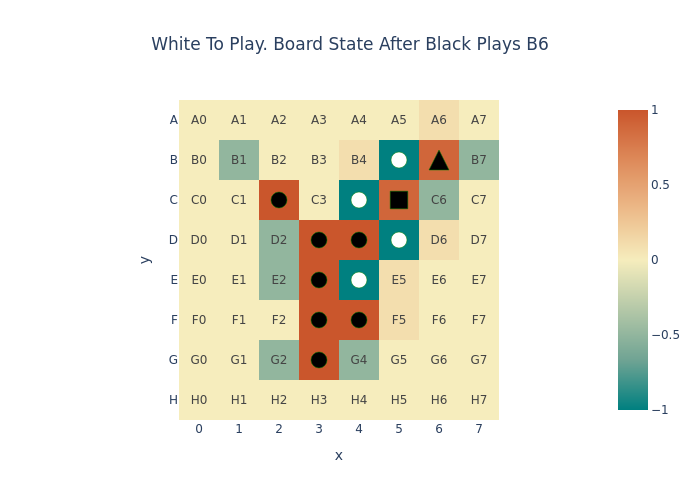 White To Play. Board State After Black Plays B6
A A0 A1 A2 A3 A4 A5 A6 A7
B B0 B1 B2 B3 B4 B7
C C0 C1 C3 C6 C7
D D0 D1 D2 D6 D7
E E0 E1 E2 E5 E6 E7
F F0 F1 F2 F5 F6 F7
G G0 G1 G2 G4 G5 G6 G7
H H0 H1 H2 H3 H4 H5 H6 H7
0 1 2 3 4 5 6 7
x
y
1
0.5
0
−0.5
−1